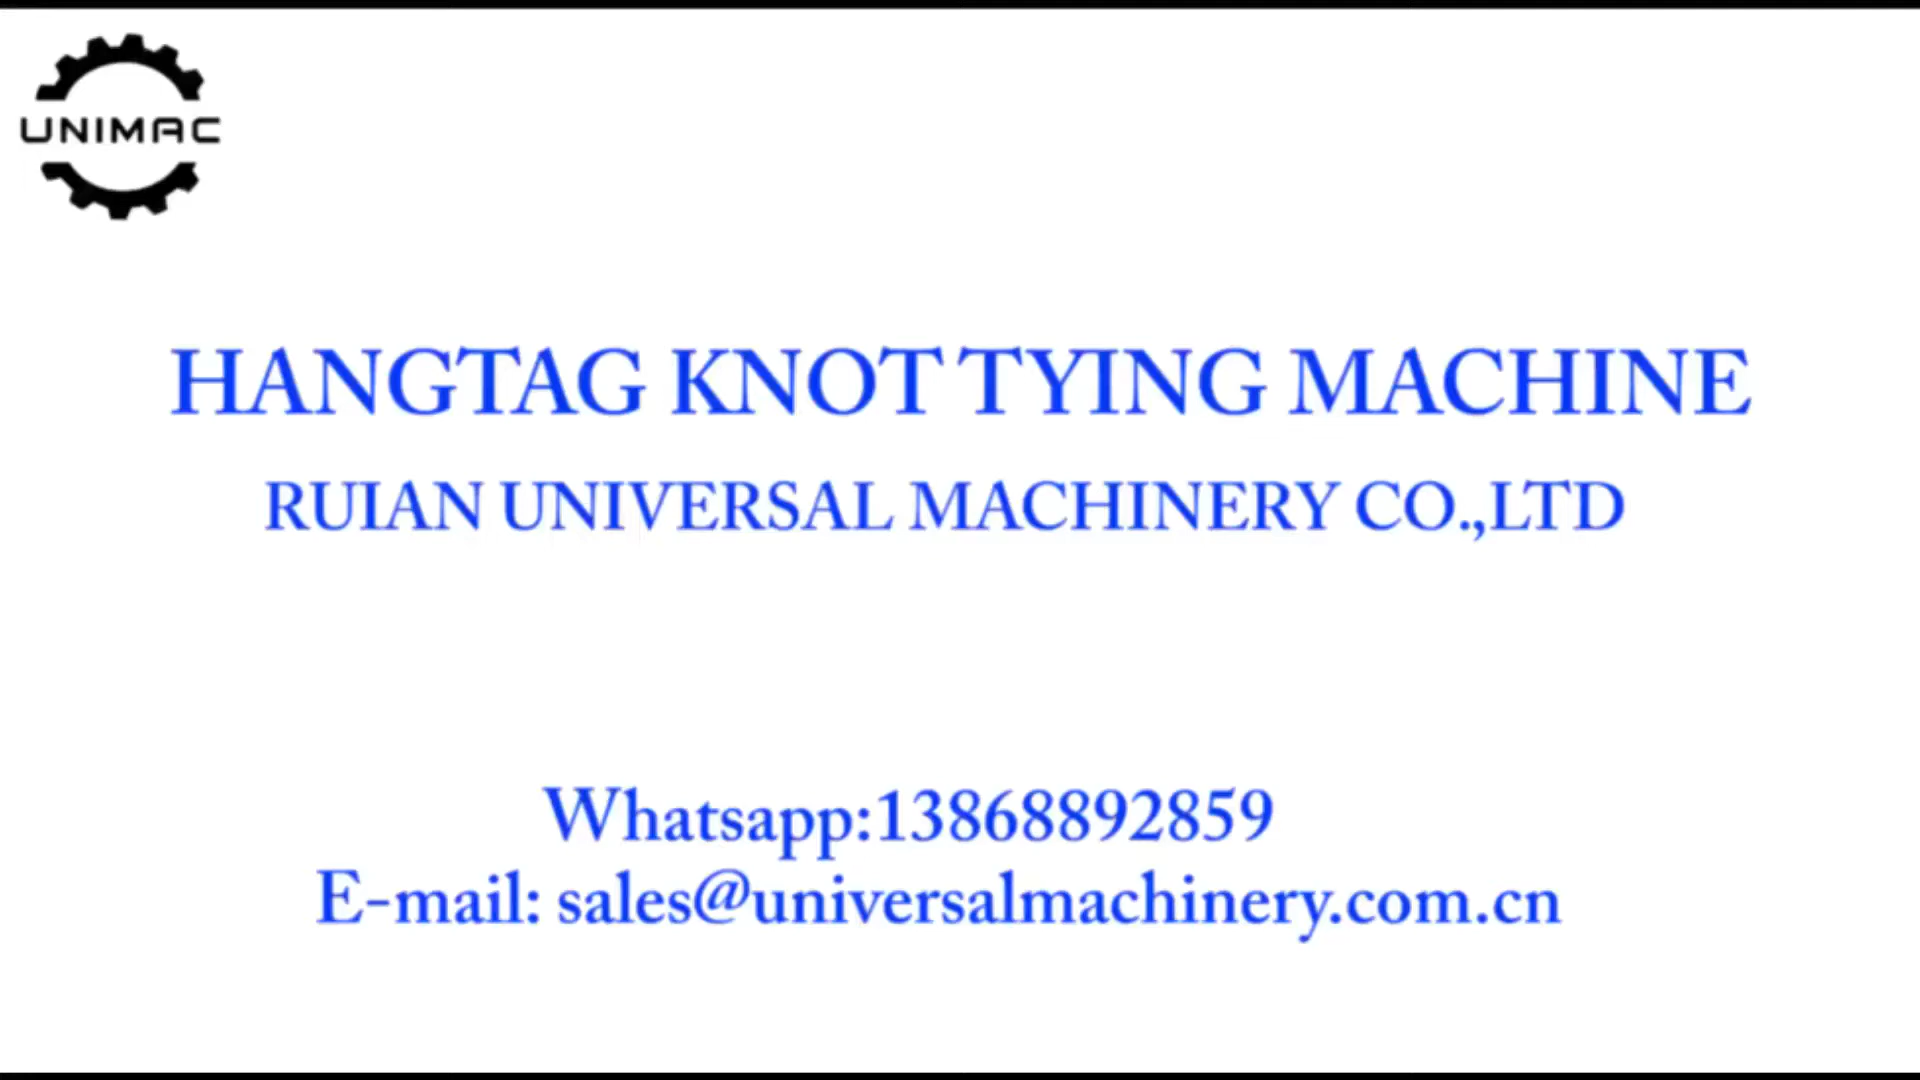 UNIMAC
HANGTAG KNOT TYING MACHINE
RUIAN UNIVERSAL MACHINERY CO.,LTD
Whatsapp:13868892859
E-mail: sales@universalmachinery.com.cn